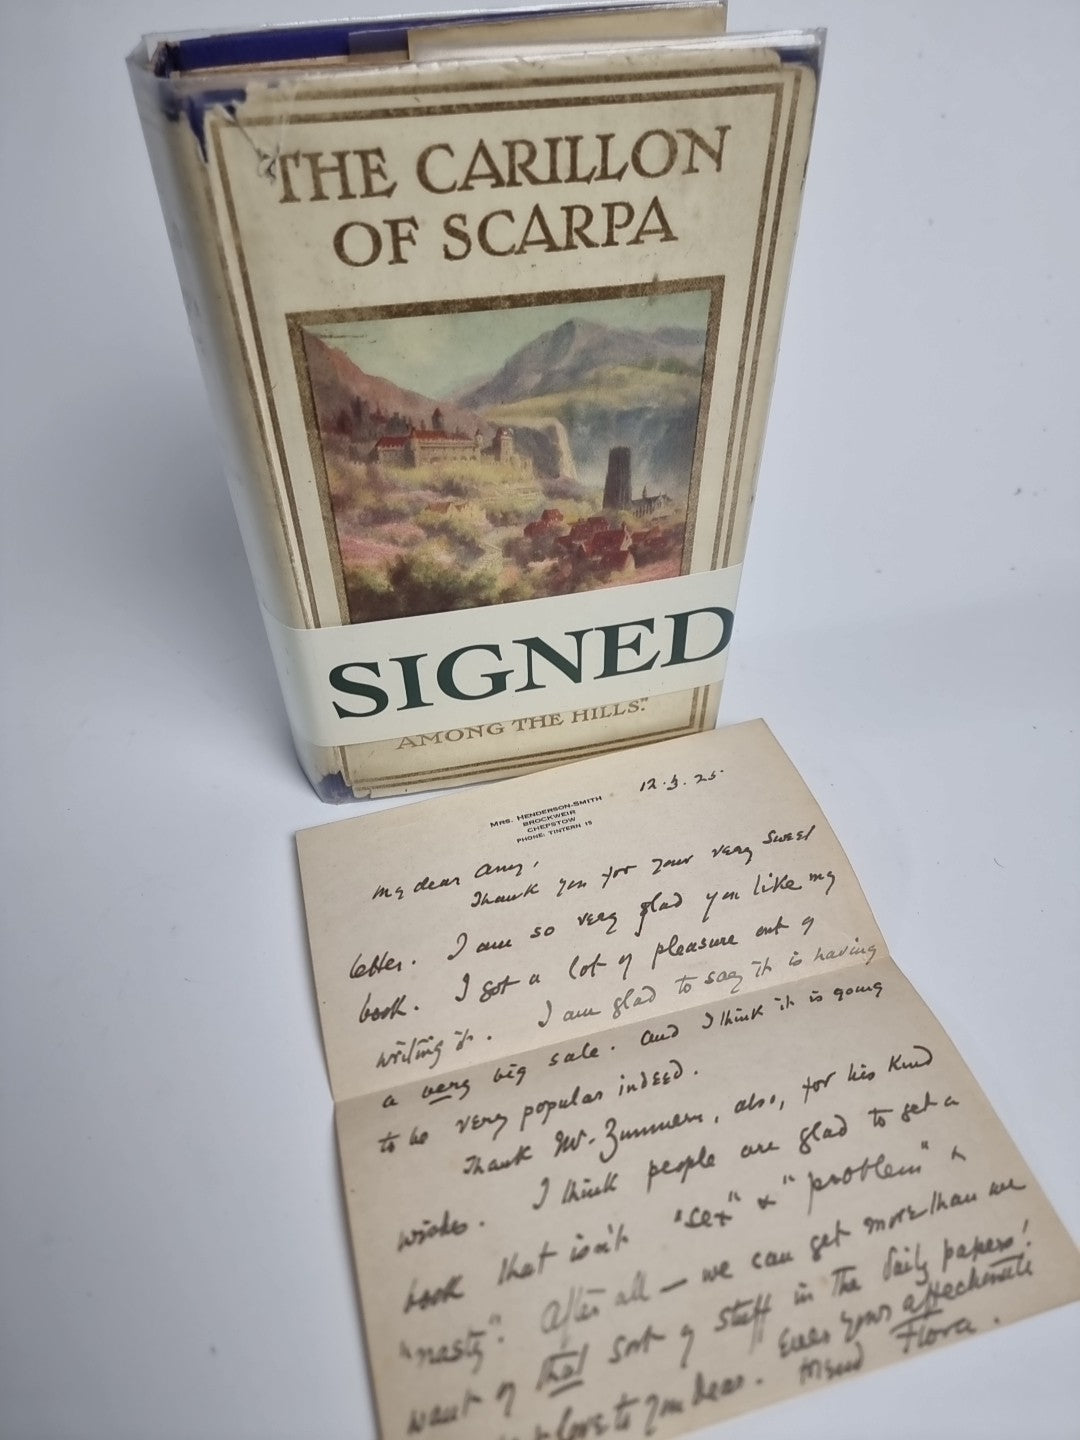 THE CARILLON
OF SCARPA
SIGNED
AMONG THE HILLS."
12.3.25.
MRS. HENDERSON-SMITH
BROCKWEIR
CHEPSTOW
PHONE: TINTERN 15
My dear Amy,
Thank you for your very sweet
letter. I am so very glad you like my
book. I got a lot of pleasure out of
writing it. I am glad to say it is having
a very big sale. And I think it is going
to be very popular indeed.
Thank Mr. also, for his kind
wishes. I think people are glad to get a
book that isn't "sex" & "problem" &
"nasty". After all — we can get more than we
want of that sort of stuff in the daily papers!
love to you dear. Ever your affectionate
friend Flora.